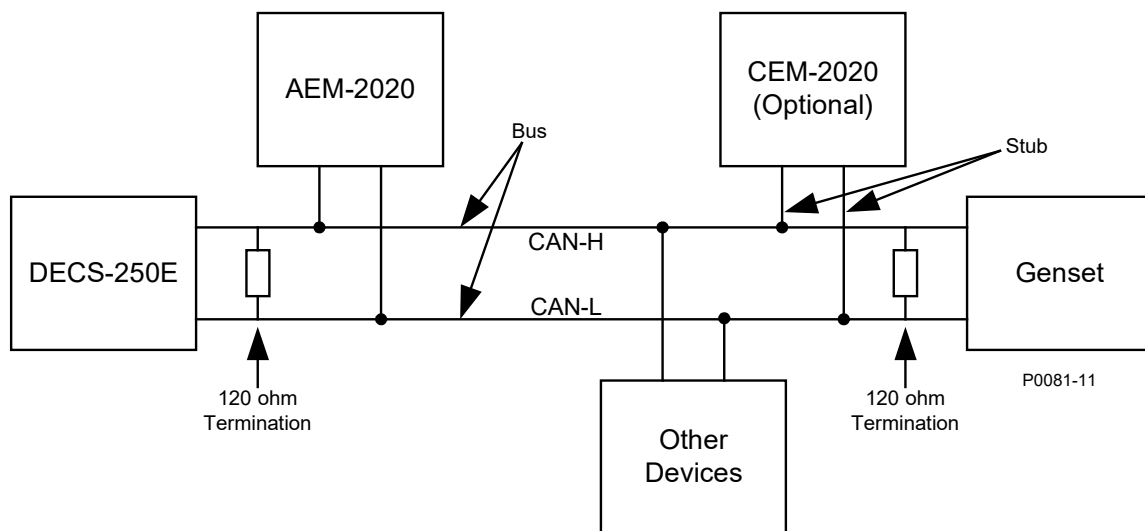 AEM-2020
CEM-2020
(Optional)
Bus
Stub
DECS-250E
CAN-H
Genset
CAN-L
P0081-11
120 ohm
Termination
120 ohm
Termination
Other
Devices